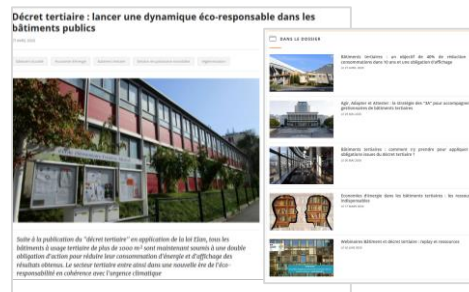 Décret tertiaire : lancer une dynamique éco-responsable dans les
bâtiments publics
Suite à la publication du "décret tertiaire" en application de la loi Elan, tous les
bâtiments à usage tertiaire de plus de 1000 m² sont maintenant soumis à une double
obligation d'action pour réduire leur consommation d'énergie et d'affichage des
résultats obtenus. Le secteur tertiaire entre ainsi dans une nouvelle ère de l'éco-
responsabilité en cohérence avec l'urgence climatique
DANS LE DOSSIER
Bâtiments tertiaires : un objectif de 40% de réduction
consommations dans 10 ans et une obligation d'affichage
Agir, Adapter et Attester : la stratégie des "3A" pour accompagner
gestionnaires de bâtiments tertiaires
Bâtiments tertiaires : comment s'y prendre pour appliquer
obligations issues du décret tertiaire ?
Economies d'énergie dans les bâtiments tertiaires : les
indispensables
Webinaires Bâtiment et décret tertiaire : replay et ressources